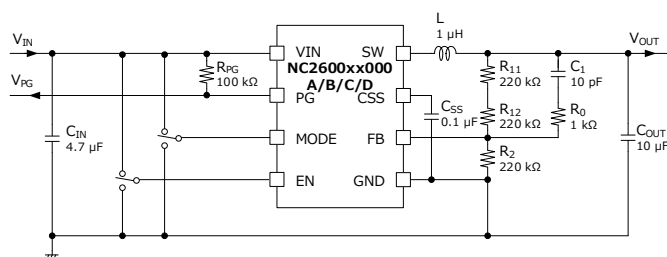 L
1 µH
VIN
VIN
SW
VOUT
NC2600xx000
A/B/C/D
RPG
100 kΩ
R11
220 kΩ
C1
10 pF
VPG
PG
CSS
CSS
0.1 µF
R12
220 kΩ
R0
1 kΩ
CIN
4.7 µF
MODE
FB
COUT
10 µF
R2
220 kΩ
EN
GND